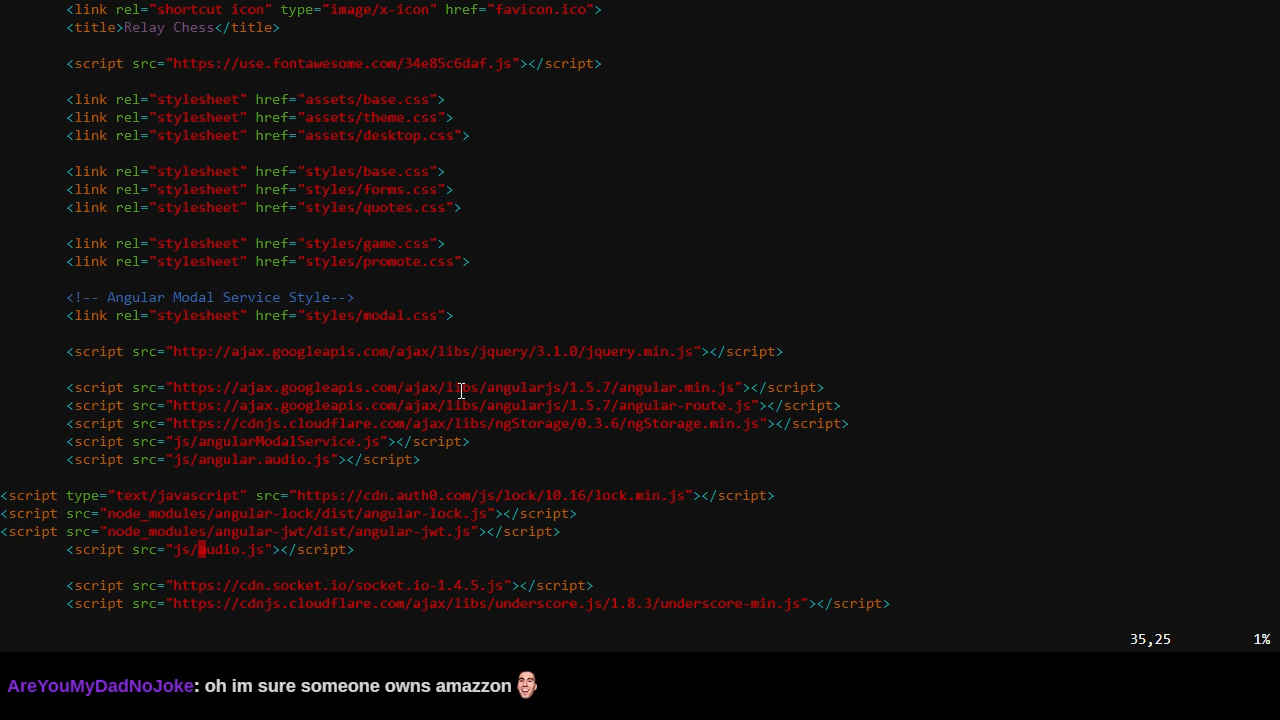 <link rel="shortcut icon" type="image/x-icon" href="favicon.ico">
<title>Relay Chess</title>
<script src="https://use.fontawesome.com/34e85c6daf.js"></script>
<link rel="stylesheet" href="assets/base.css">
<link rel="stylesheet" href="assets/theme.css">
<link rel="stylesheet" href="assets/desktop.css">
<link rel="stylesheet" href="styles/base.css">
<link rel="stylesheet" href="styles/forms.css">
<link rel="stylesheet" href="styles/quotes.css">
<link rel="stylesheet" href="styles/game.css">
<link rel="stylesheet" href="styles/promote.css">
<!-- Angular Modal Service Style-->
<link rel="stylesheet" href="styles/modal.css">
<script src="http://ajax.googleapis.com/ajax/libs/jquery/3.1.0/jquery.min.js"></script>
<script src="https://ajax.googleapis.com/ajax/libs/angularjs/1.5.7/angular.min.js"></script>
<script src="https://ajax.googleapis.com/ajax/libs/angularjs/1.5.7/angular-route.js"></script>
<script src="https://cdnjs.cloudflare.com/ajax/libs/ngStorage/0.3.6/ngStorage.min.js"></script>
<script src="js/angularModalService.js"></script>
<script src="js/angular.audio.js"></script>
<script type="text/javascript" src="https://cdn.auth0.com/js/lock/10.16/lock.min.js"></script>
<script src="node_modules/angular-lock/dist/angular-lock.js"></script>
<script src="node_modules/angular-jwt/dist/angular-jwt.js"></script>
<script src="js/audio.js"></script>
<script src="https://cdn.socket.io/socket.io-1.4.5.js"></script>
<script src="https://cdnjs.cloudflare.com/ajax/libs/underscore.js/1.8.3/underscore-min.js"></script>
35,25 1%
AreYouMyDadNoJoke: oh im sure someone owns amazzon